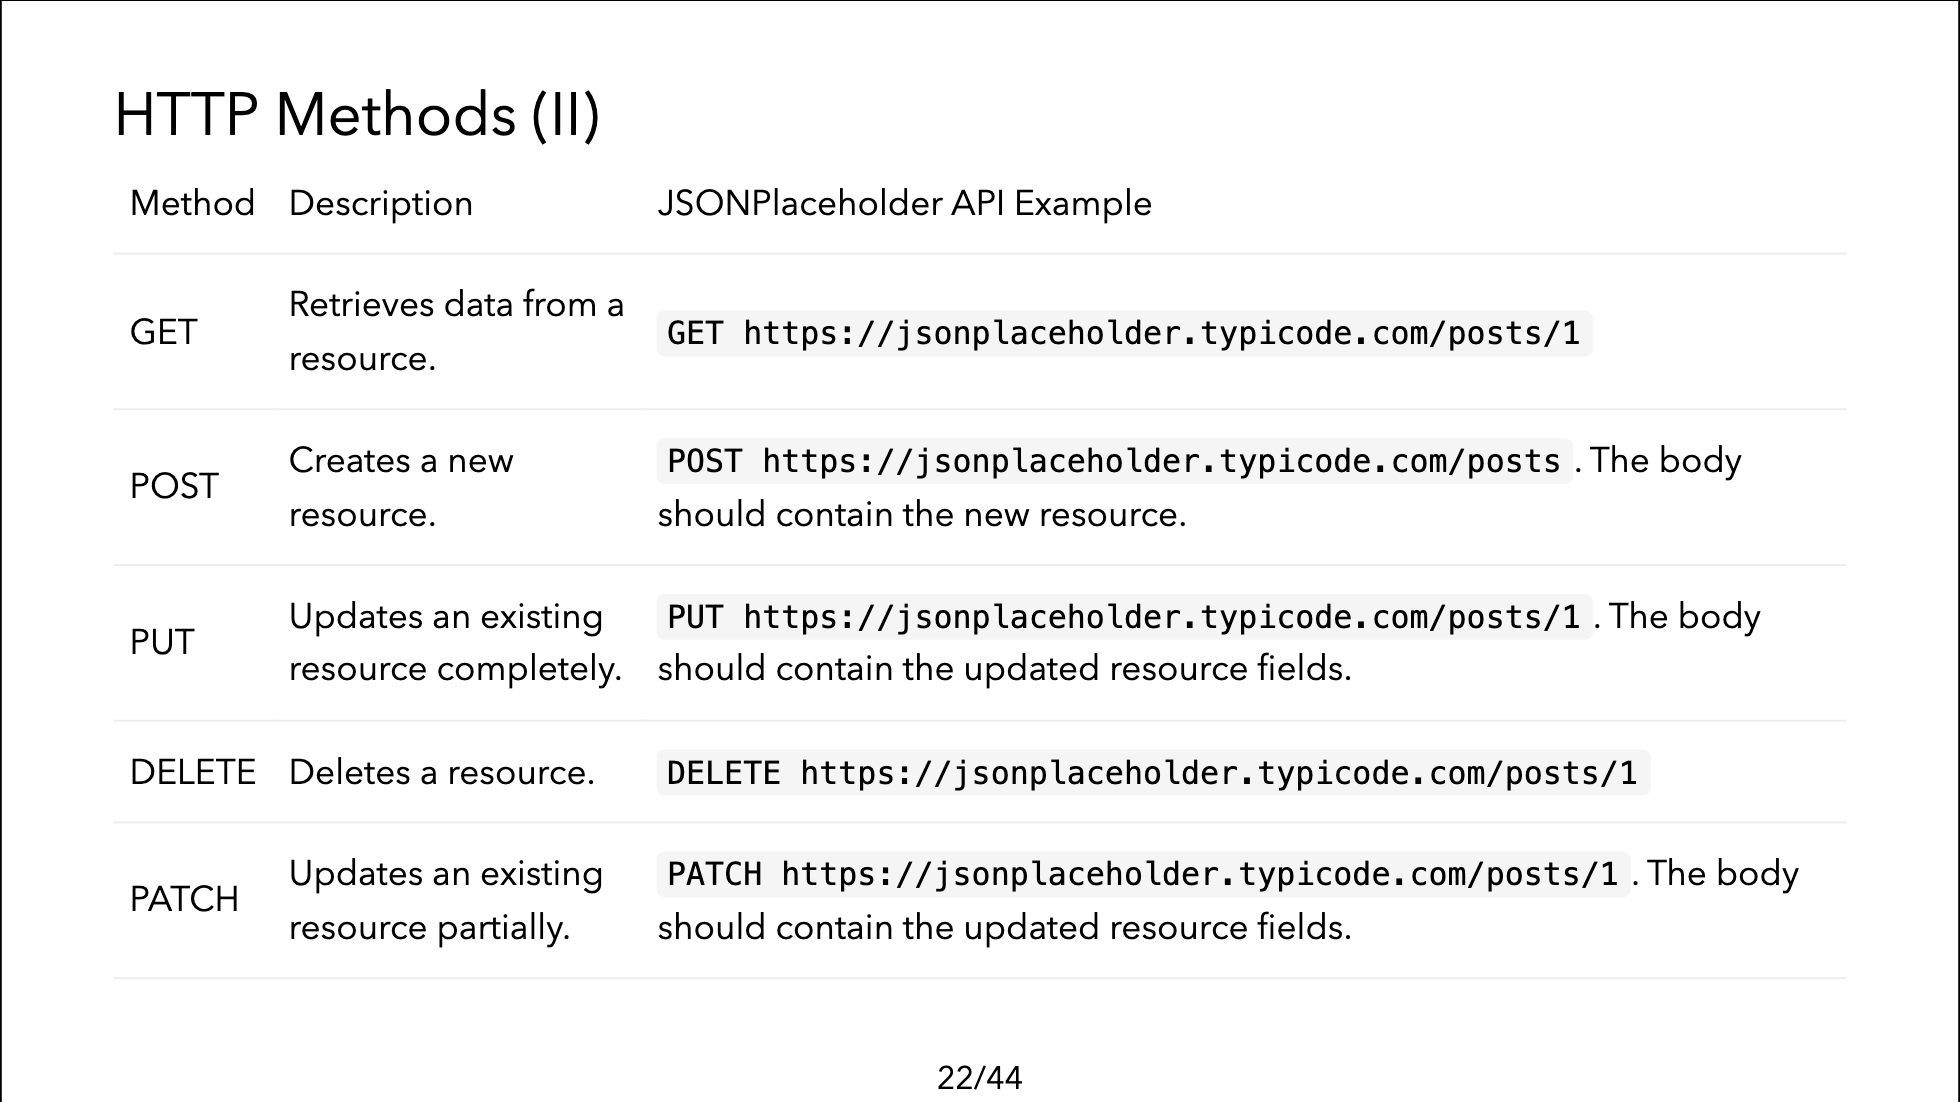 HTTP Methods (II)
Method Description JSONPlaceholder API Example
GET Retrieves data from a resource. GET https://jsonplaceholder.typicode.com/posts/1
POST Creates a new resource. POST https://jsonplaceholder.typicode.com/posts . The body should contain the new resource.
PUT Updates an existing resource completely. PUT https://jsonplaceholder.typicode.com/posts/1 . The body should contain the updated resource fields.
DELETE Deletes a resource. DELETE https://jsonplaceholder.typicode.com/posts/1
PATCH Updates an existing resource partially. PATCH https://jsonplaceholder.typicode.com/posts/1 . The body should contain the updated resource fields.
22/44